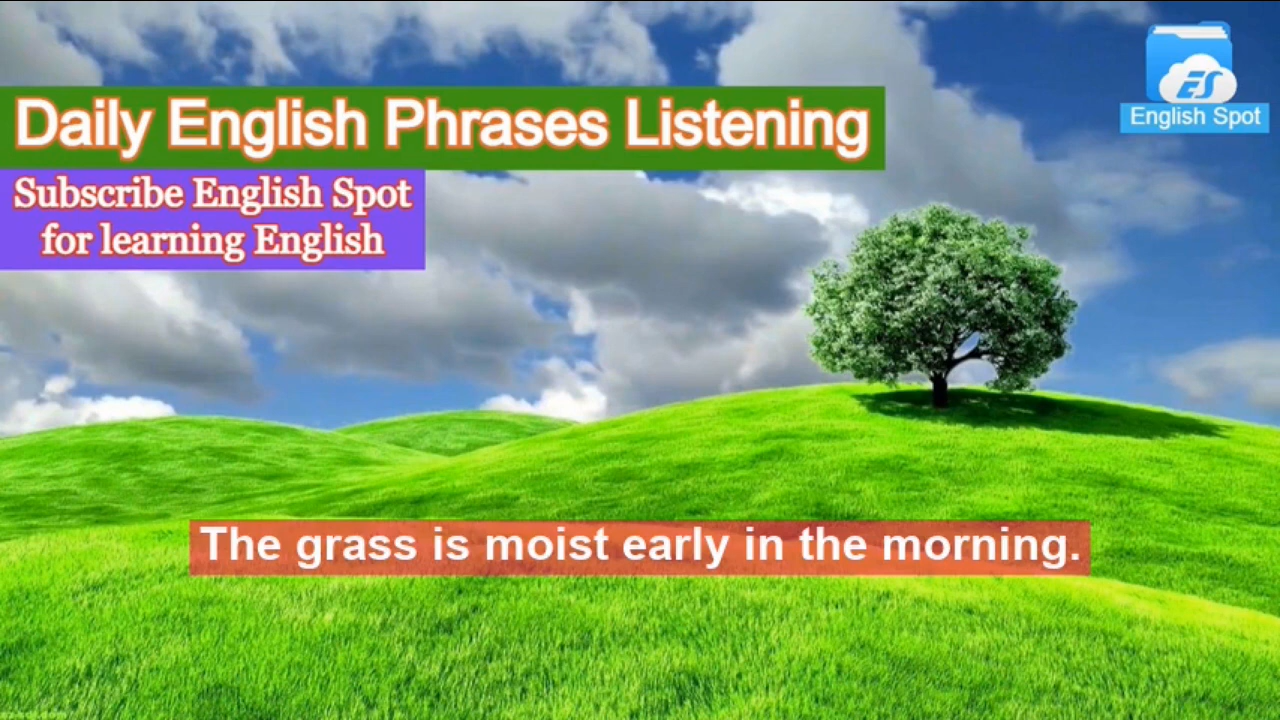 Daily English Phrases Listening
Subscribe English Spot
for learning English
ES
English Spot
The grass is moist early in the morning.